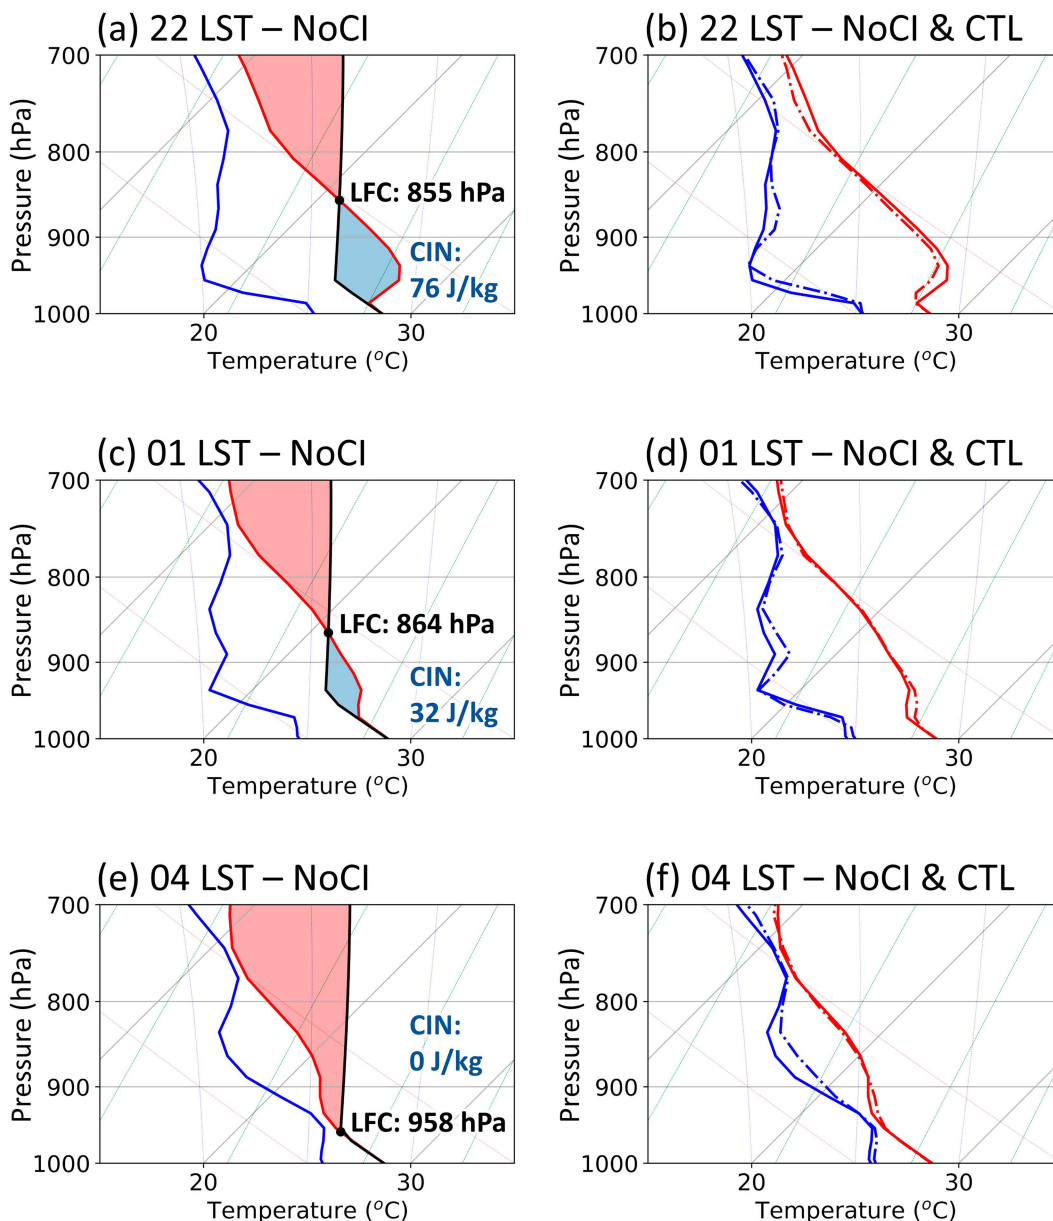 (a) 22 LST – NoCI
700
800
900
1000
Pressure (hPa)
LFC: 855 hPa
CIN:
76 J/kg
20
30
Temperature (°C)
(b) 22 LST – NoCI & CTL
700
800
900
1000
Pressure (hPa)
20
30
Temperature (°C)
(c) 01 LST – NoCI
700
800
900
1000
Pressure (hPa)
LFC: 864 hPa
CIN:
32 J/kg
20
30
Temperature (°C)
(d) 01 LST – NoCI & CTL
700
800
900
1000
Pressure (hPa)
20
30
Temperature (°C)
(e) 04 LST – NoCI
700
800
900
1000
Pressure (hPa)
CIN:
0 J/kg
LFC: 958 hPa
20
30
Temperature (°C)
(f) 04 LST – NoCI & CTL
700
800
900
1000
Pressure (hPa)
20
30
Temperature (°C)